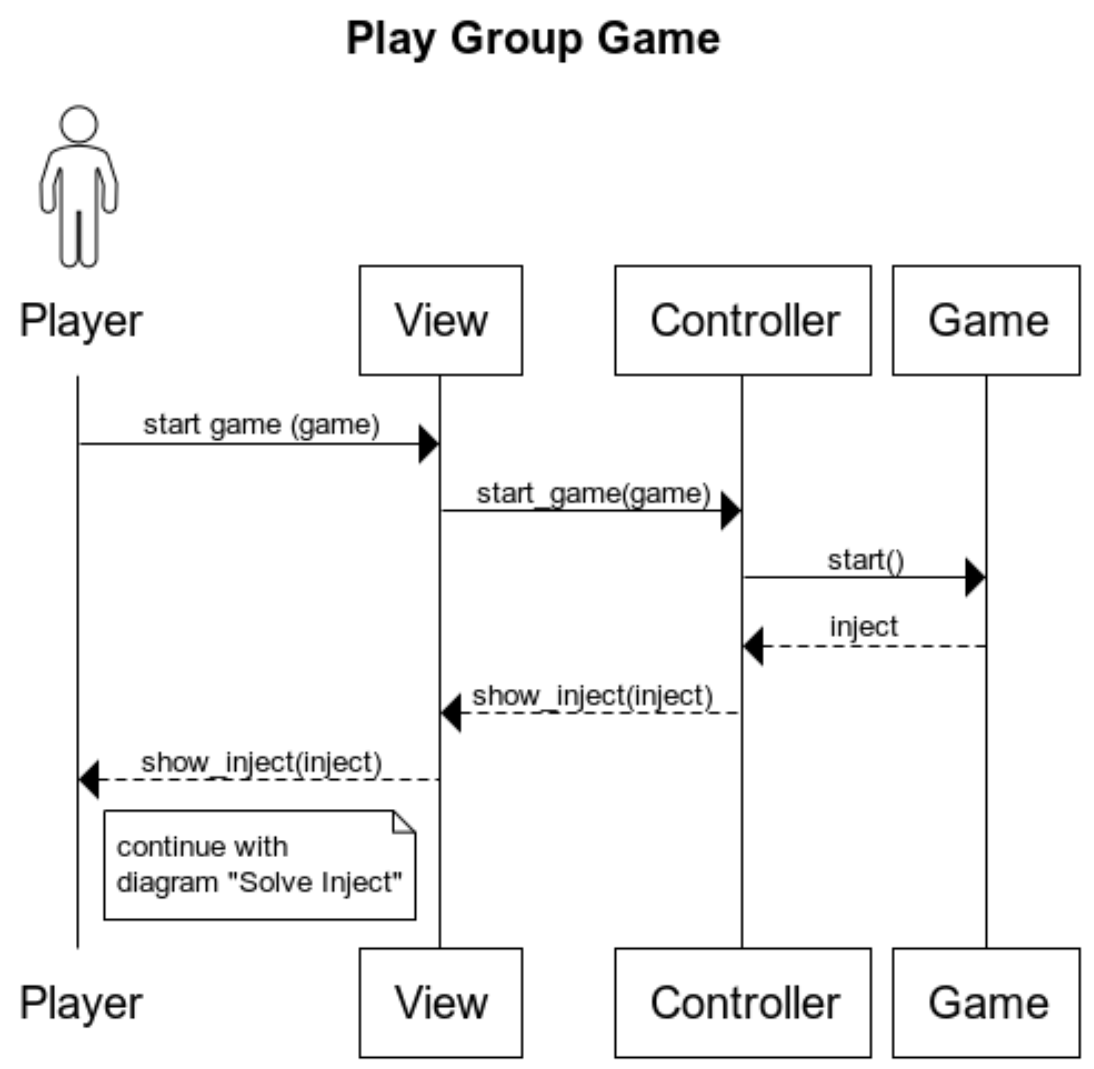 Play Group Game
Player
View
Controller
Game
start game (game)
start_game(game)
start()
inject
show_inject(inject)
show_inject(inject)
continue with
diagram "Solve Inject"
Player
View
Controller
Game